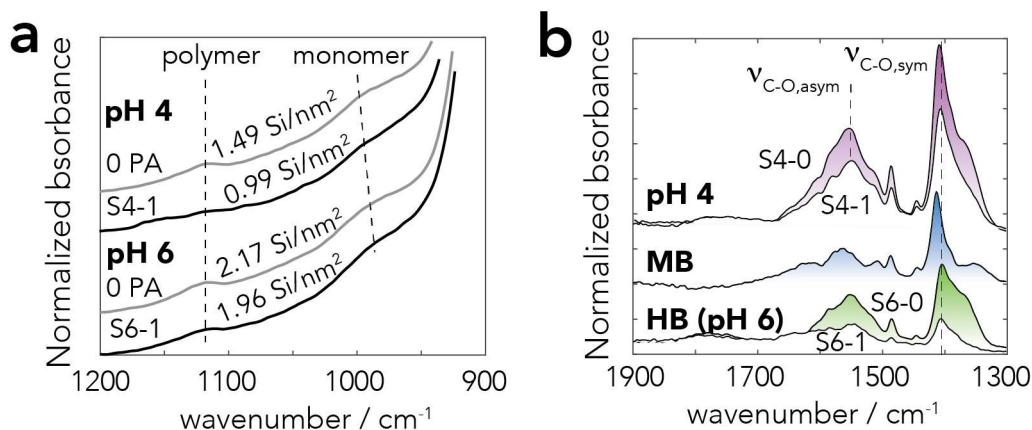 a
Normalized bsorbance
polymer
monomer
pH 4
0 PA
1.49 Si/nm²
S4-1
0.99 Si/nm²
pH 6
0 PA
2.17 Si/nm²
S6-1
1.96 Si/nm²
1200
1100
1000
900
wavenumber / cm⁻¹
b
Normalized bsorbance
νC-O,asym
νC-O,sym
S4-0
S4-1
pH 4
MB
S6-0
HB (pH 6)
S6-1
1900
1700
1500
1300
wavenumber / cm⁻¹